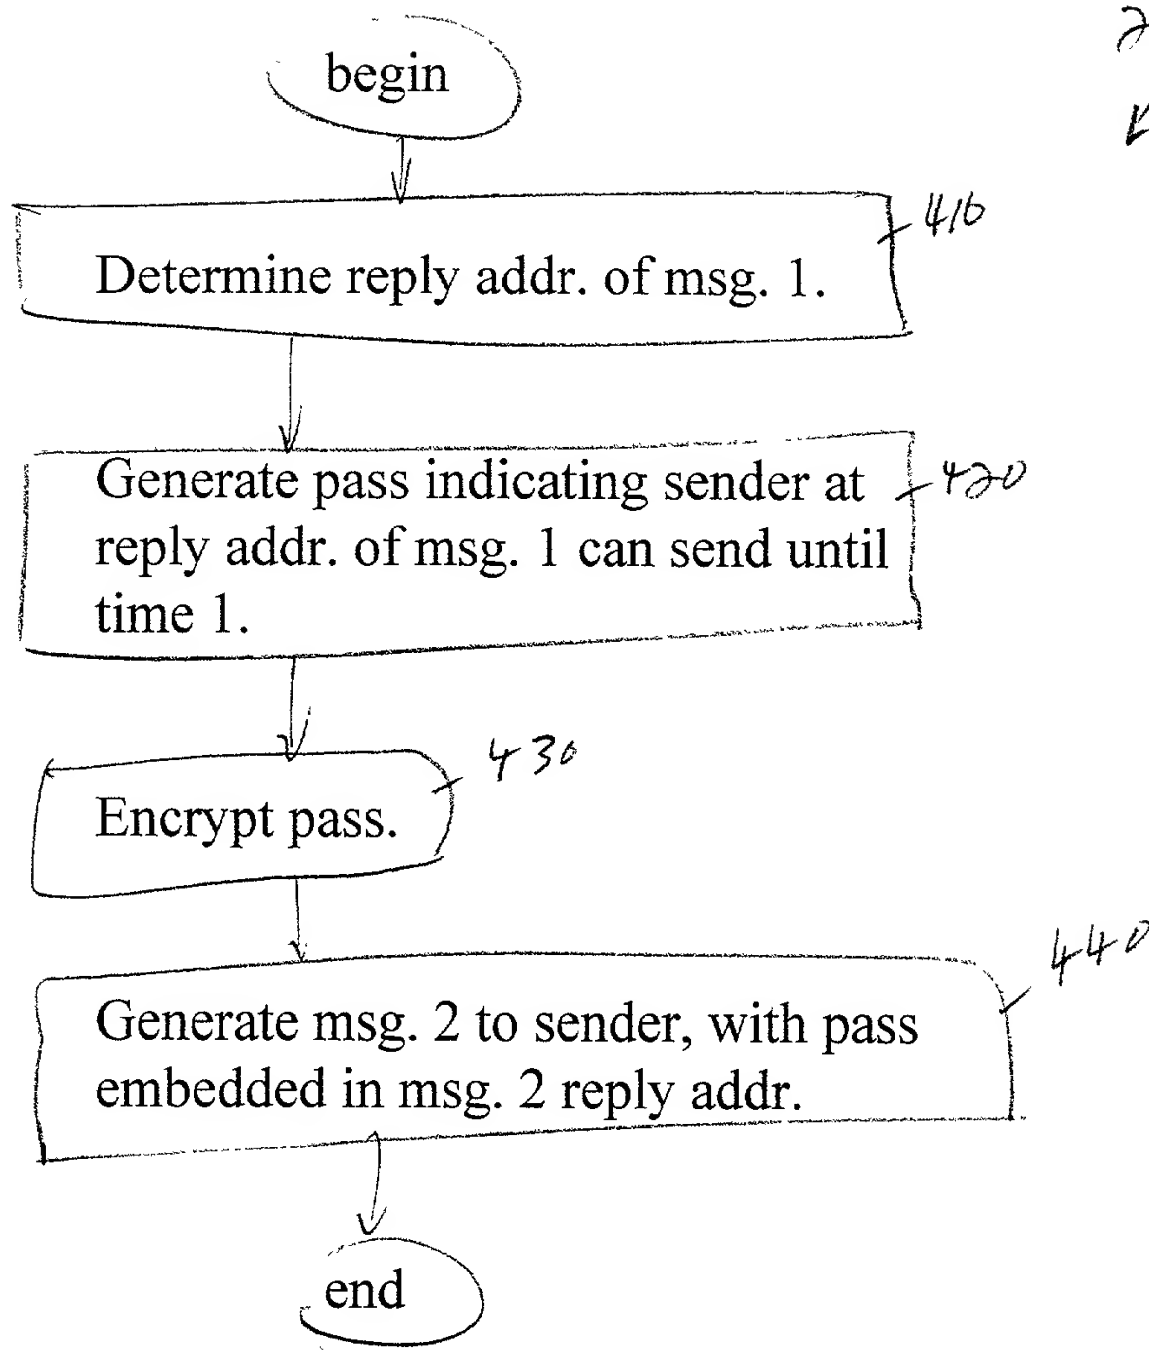 begin
410
Determine reply addr. of msg. 1.
Generate pass indicating sender at
420
reply addr. of msg. 1 can send until
time 1.
430
Encrypt pass.
440
Generate msg. 2 to sender, with pass
embedded in msg. 2 reply addr.
end